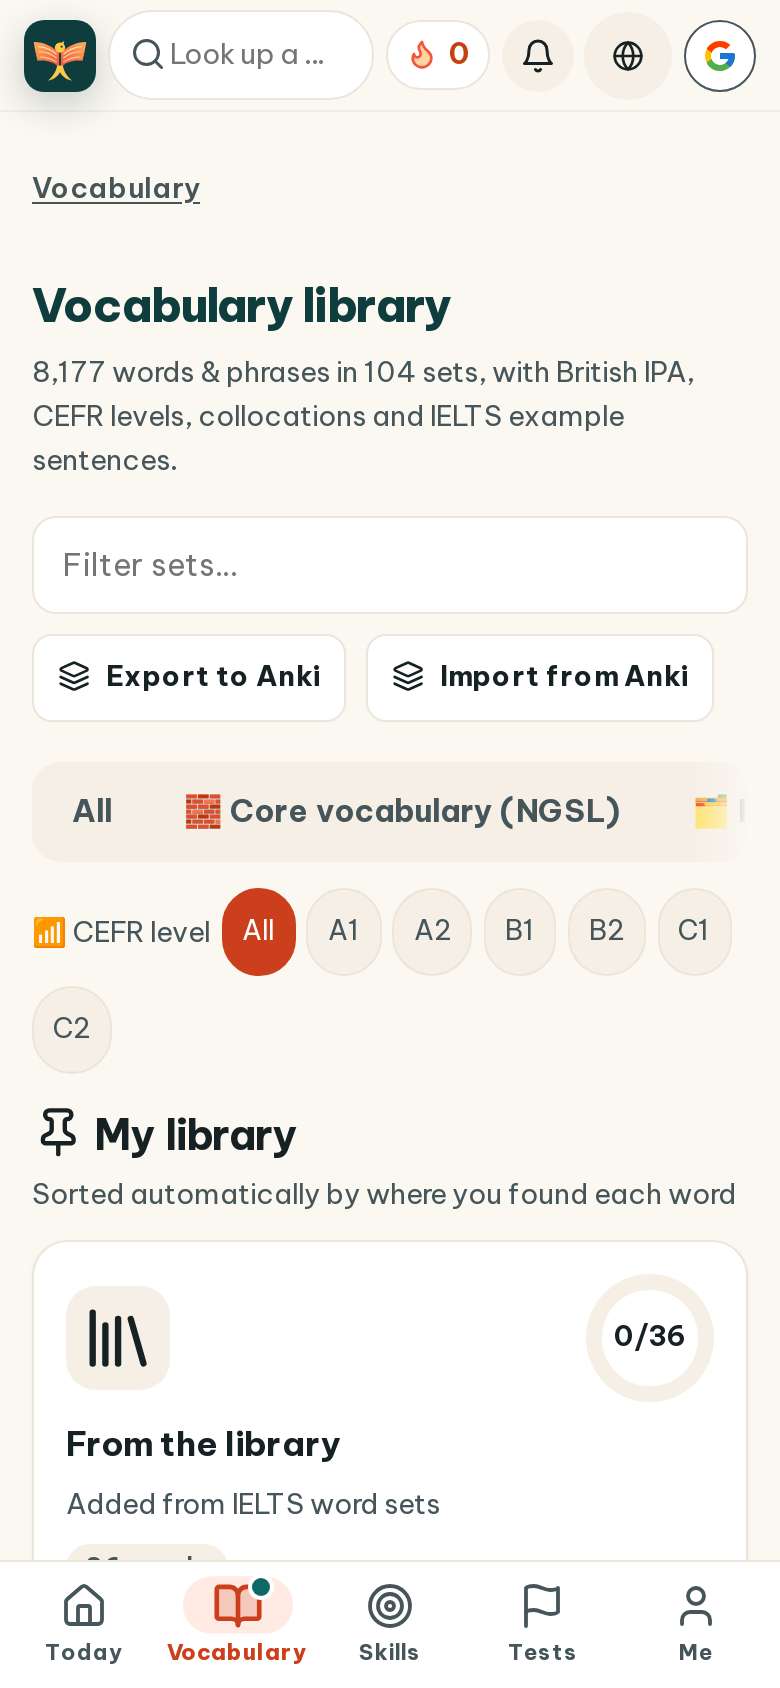 Look up a ...
0
Vocabulary
Vocabulary library
8,177 words & phrases in 104 sets, with British IPA,
CEFR levels, collocations and IELTS example
sentences.
Filter sets...
Export to Anki
Import from Anki
All
Core vocabulary (NGSL)
CEFR level
All
A1
A2
B1
B2
C1
C2
My library
Sorted automatically by where you found each word
0/36
From the library
Added from IELTS word sets
Today
Vocabulary
Skills
Tests
Me